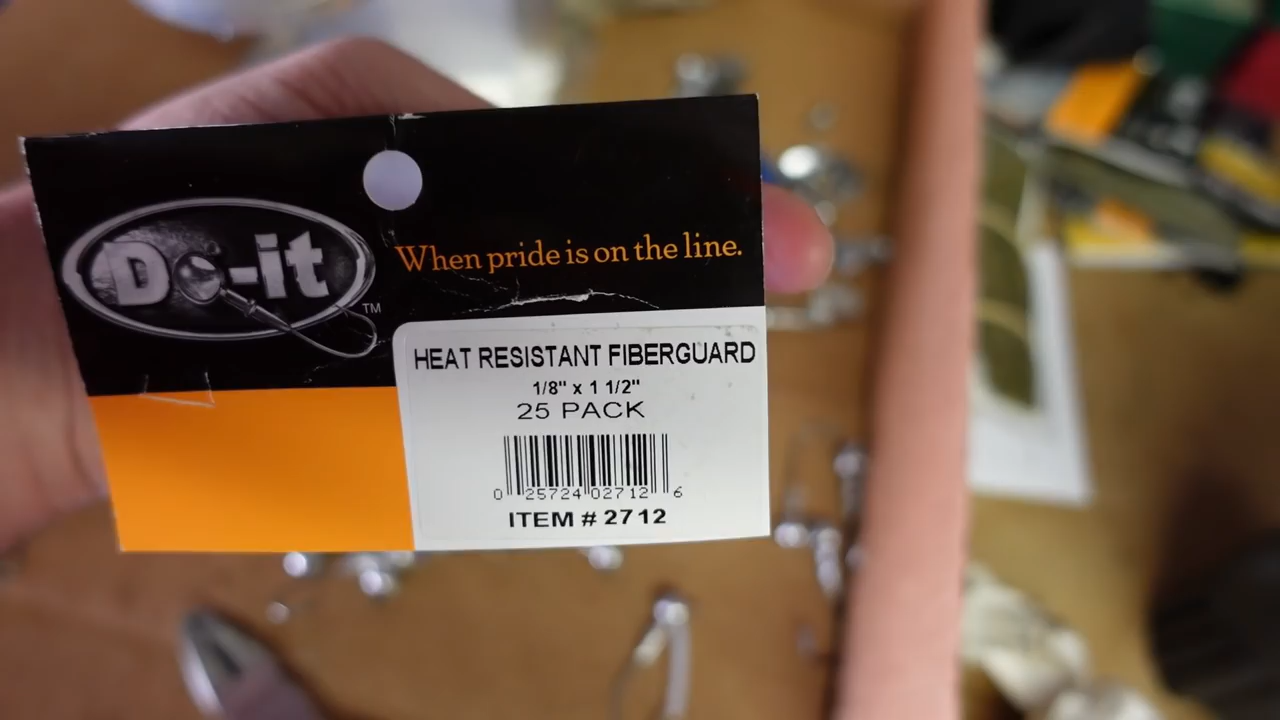 Do-it
TM
When pride is on the line.
HEAT RESISTANT FIBERGUARD
1/8" x 1 1/2"
25 PACK
0 25724 02712 6
ITEM # 2712